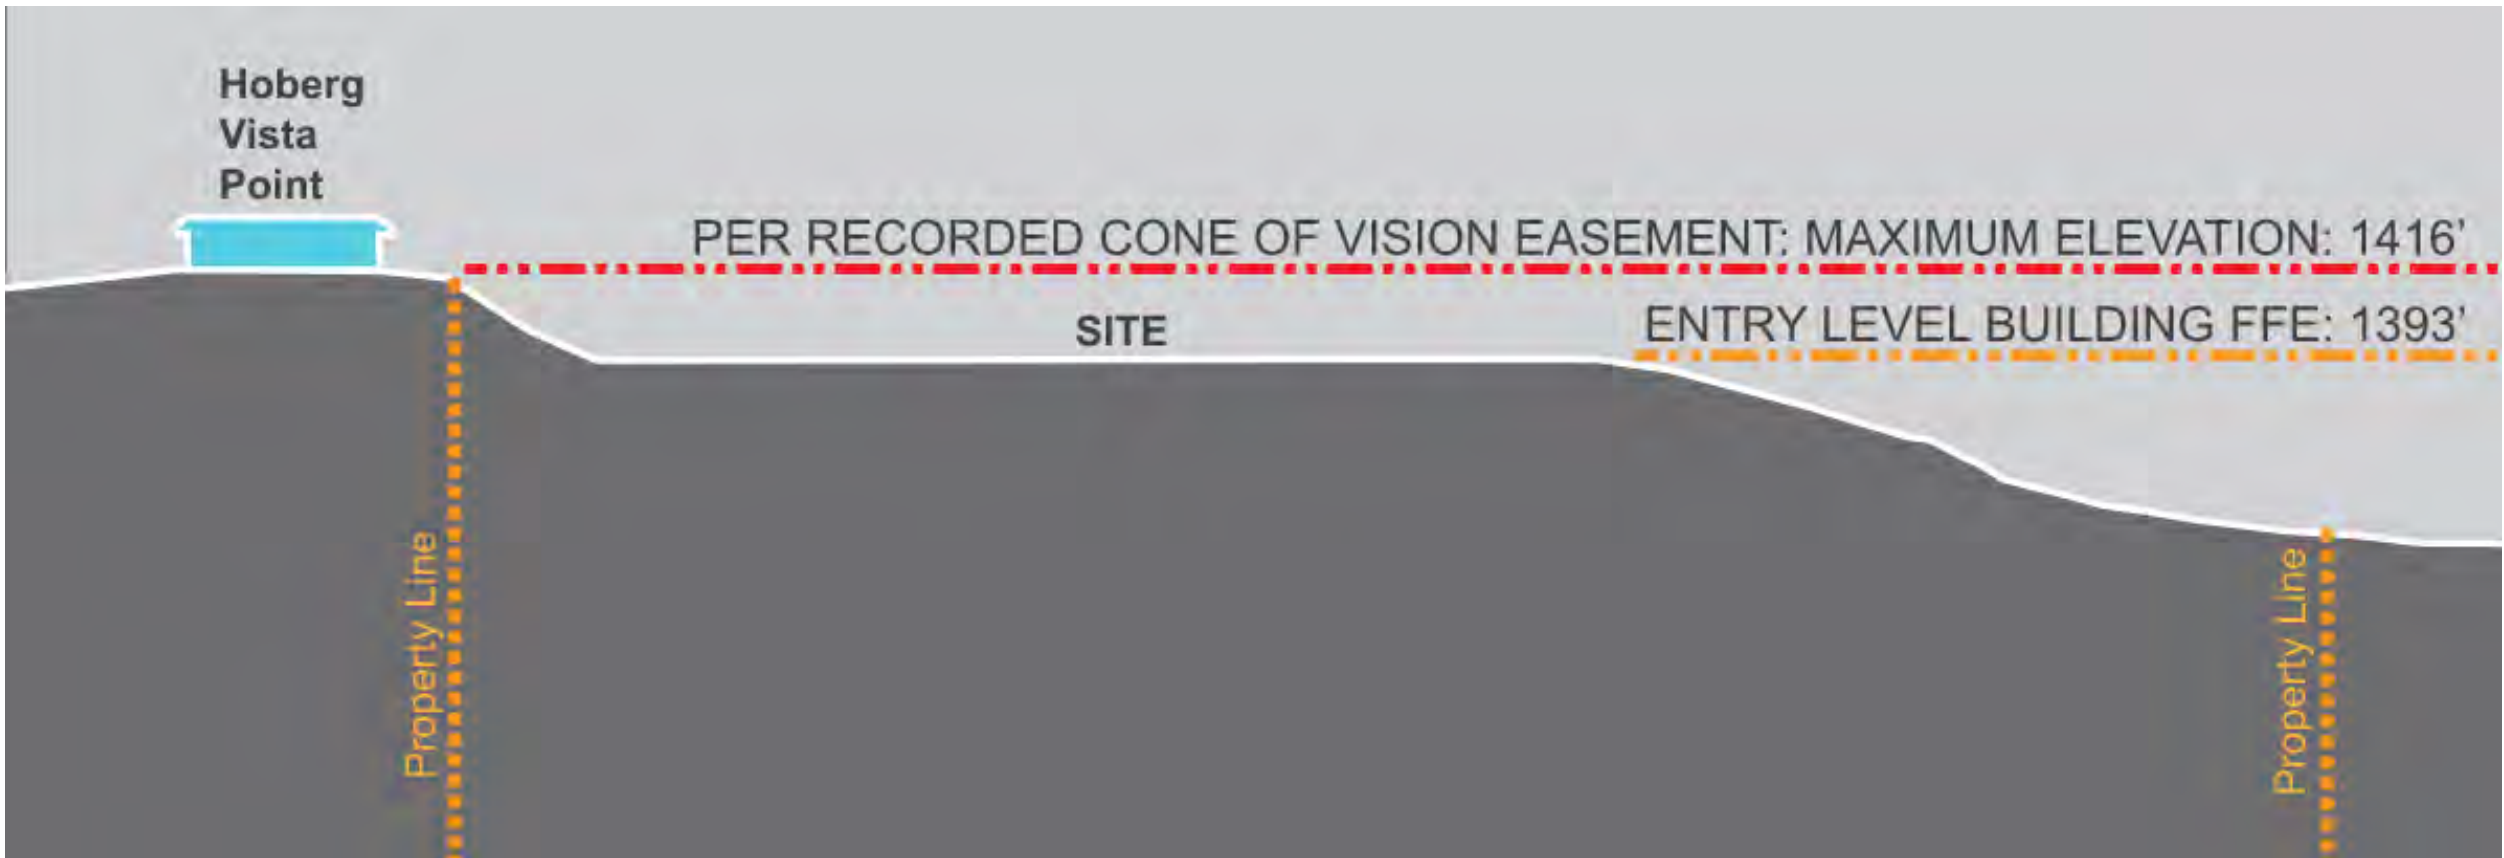 Hoberg
Vista
Point
PER RECORDED CONE OF VISION EASEMENT: MAXIMUM ELEVATION: 1416’
SITE
ENTRY LEVEL BUILDING FFE: 1393’
Property Line
Property Line